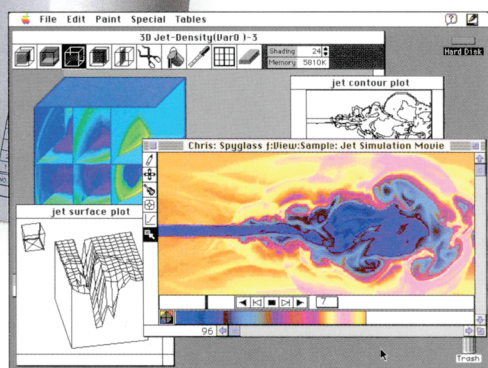 File Edit Paint Special Tables
3D Jet-Density(Var0 )-3
Shading 24
Memory 5810K
Hard Disk
jet contour plot
Chris: Spyglass ƒ:View:Sample: Jet Simulation Movie
jet surface plot
7
96
Trash